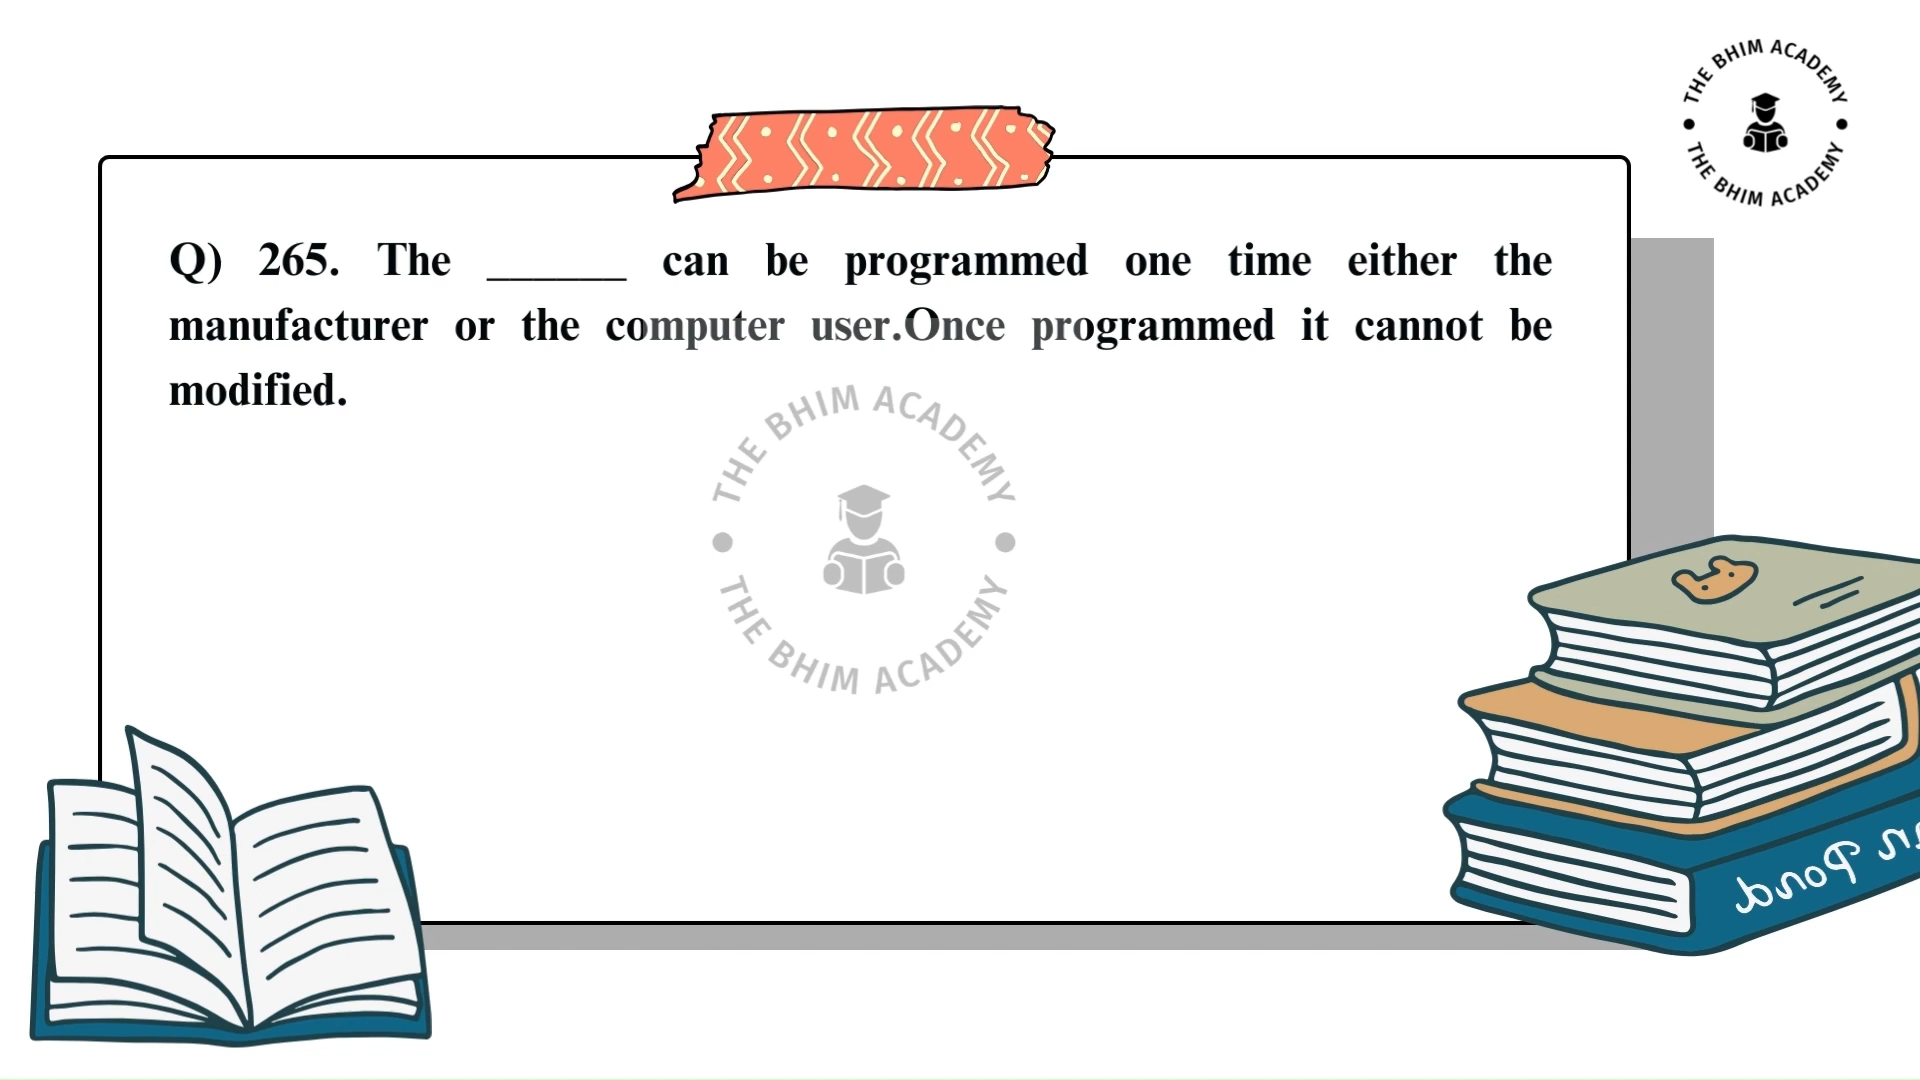 THE BHIM ACADEMY
THE BHIM ACADEMY
Q) 265. The ______ can be programmed one time either the
manufacturer or the computer user.Once programmed it cannot be
modified.
THE BHIM ACADEMY
THE BHIM ACADEMY